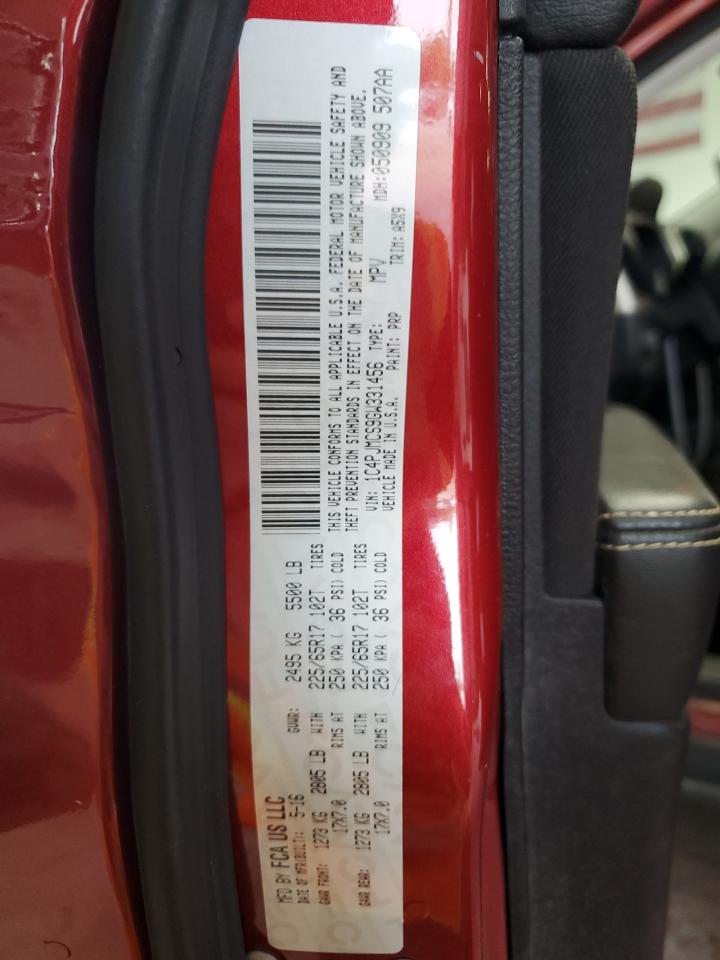 MFD BY FCA US LLC
DATE OF MFR(BUILT): 5-16 GVWR: 2495 KG 5500 LB
GAWR FRONT: 1273 KG 2805 LB WITH 225/65R17 102T TIRES
17X7.0 RIMS AT 250 KPA ( 36 PSI) COLD
GAWR REAR: 1273 KG 2805 LB WITH 225/65R17 102T TIRES
17X7.0 RIMS AT 250 KPA ( 36 PSI) COLD
THIS VEHICLE CONFORMS TO ALL APPLICABLE U.S.A. FEDERAL MOTOR VEHICLE SAFETY AND
THEFT PREVENTION STANDARDS IN EFFECT ON THE DATE OF MANUFACTURE SHOWN ABOVE.
VIN: 1C4PJMCS9GW331456 TYPE: MPV MDH:050909 507AA
VEHICLE MADE IN U.S.A. PAINT: PRP TRIM: A5X9